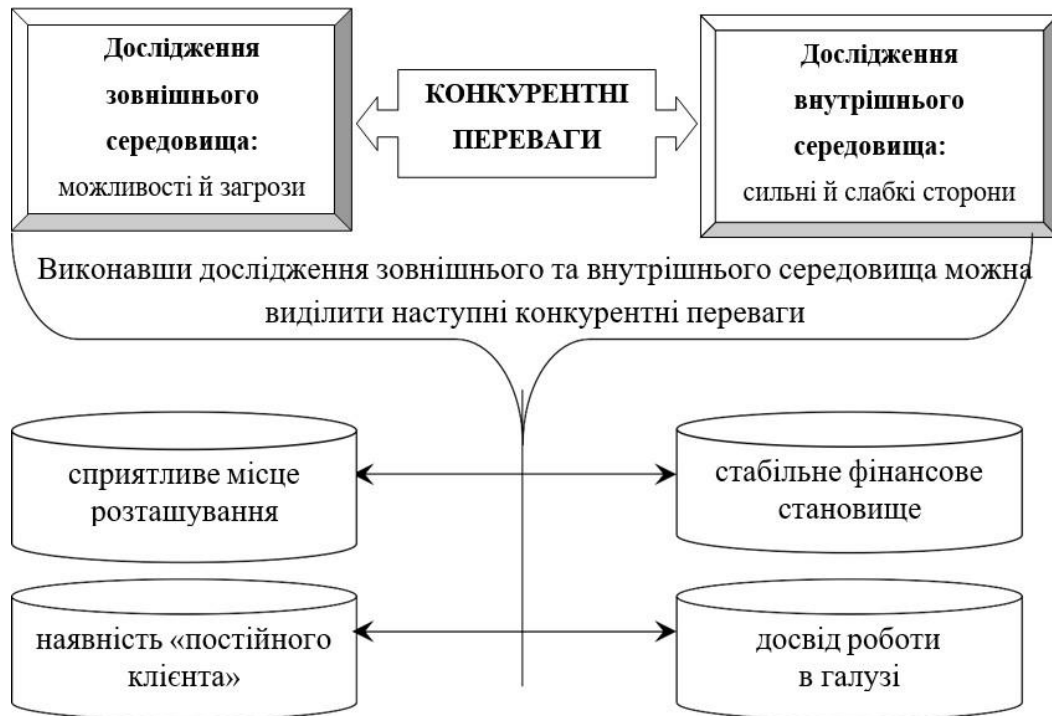 Дослідження
зовнішнього
середовища:
можливості й загрози
КОНКУРЕНТНІ
ПЕРЕВАГИ
Дослідження
внутрішнього
середовища:
сильні й слабкі сторони
Виконавши дослідження зовнішнього та внутрішнього середовища можна
виділити наступні конкурентні переваги
сприятливе місце
розташування
стабільне фінансове
становище
наявність «постійного
клієнта»
досвід роботи
в галузі